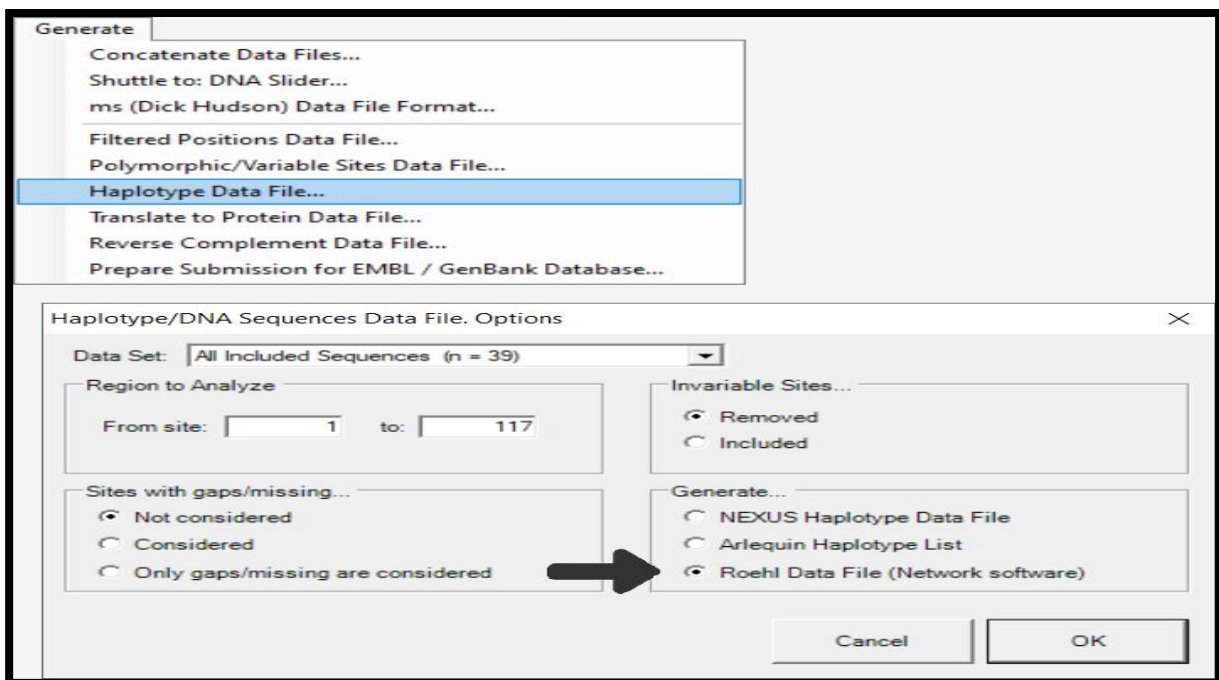 Generate
Concatenate Data Files...
Shuttle to: DNA Slider...
ms (Dick Hudson) Data File Format...
Filtered Positions Data File...
Polymorphic/Variable Sites Data File...
Haplotype Data File...
Translate to Protein Data File...
Reverse Complement Data File...
Prepare Submission for EMBL / GenBank Database...
Haplotype/DNA Sequences Data File. Options
Data Set: All Included Sequences (n = 39)
Region to Analyze
From site: 1 to: 117
Invariable Sites...
Removed
Included
Sites with gaps/missing...
Not considered
Considered
Only gaps/missing are considered
Generate...
NEXUS Haplotype Data File
Arlequin Haplotype List
Roehl Data File (Network software)
Cancel OK